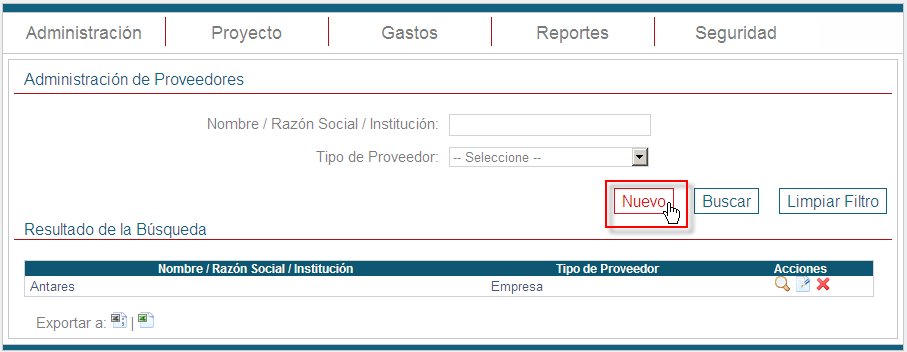 Administración Proyecto Gastos Reportes Seguridad
Administración de Proveedores
Nombre / Razón Social / Institución:
Tipo de Proveedor: -- Seleccione --
Nuevo Buscar Limpiar Filtro
Resultado de la Búsqueda
Nombre / Razón Social / Institución Tipo de Proveedor Acciones
Antares Empresa
Exportar a: |